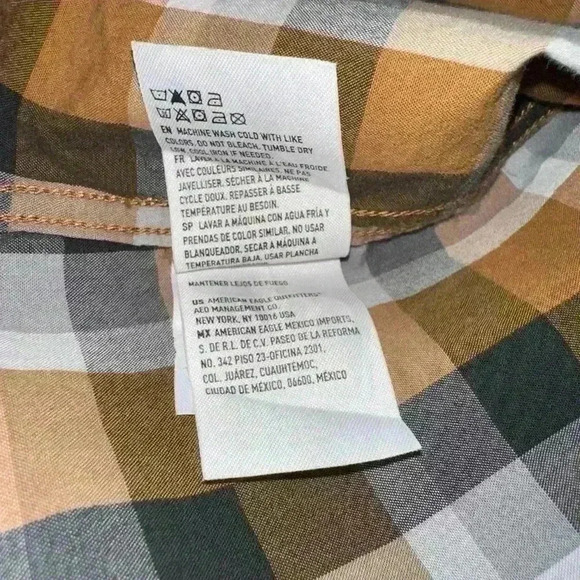 EN MACHINE WASH COLD WITH LIKE
COLORS, DO NOT BLEACH, TUMBLE DRY
LOW, COOL IRON IF NEEDED.
FR LAVER À LA MACHINE À L'EAU FROIDE
AVEC COULEURS SIMILAIRES, NE PAS
JAVELLISER, SÉCHER À LA MACHINE
CYCLE DOUX, REPASSER À BASSE
TEMPÉRATURE AU BESOIN.
SP LAVAR A MÁQUINA CON AGUA FRÍA Y
PRENDAS DE COLOR SIMILAR, NO USAR
BLANQUEADOR, SECAR A MÁQUINA A
TEMPERATURA BAJA, USAR PLANCHA
MANTENER LEJOS DE FUEGO
US AMERICAN EAGLE OUTFITTERS
AEO MANAGEMENT CO.
NEW YORK, NY 10016 USA
MX AMERICAN EAGLE MEXICO IMPORTS,
S. DE R.L. DE C.V. PASEO DE LA REFORMA
NO. 342 PISO 23-OFICINA 2301,
COL. JUÁREZ, CUAUHTEMOC,
CIUDAD DE MÉXICO, 06600, MÉXICO